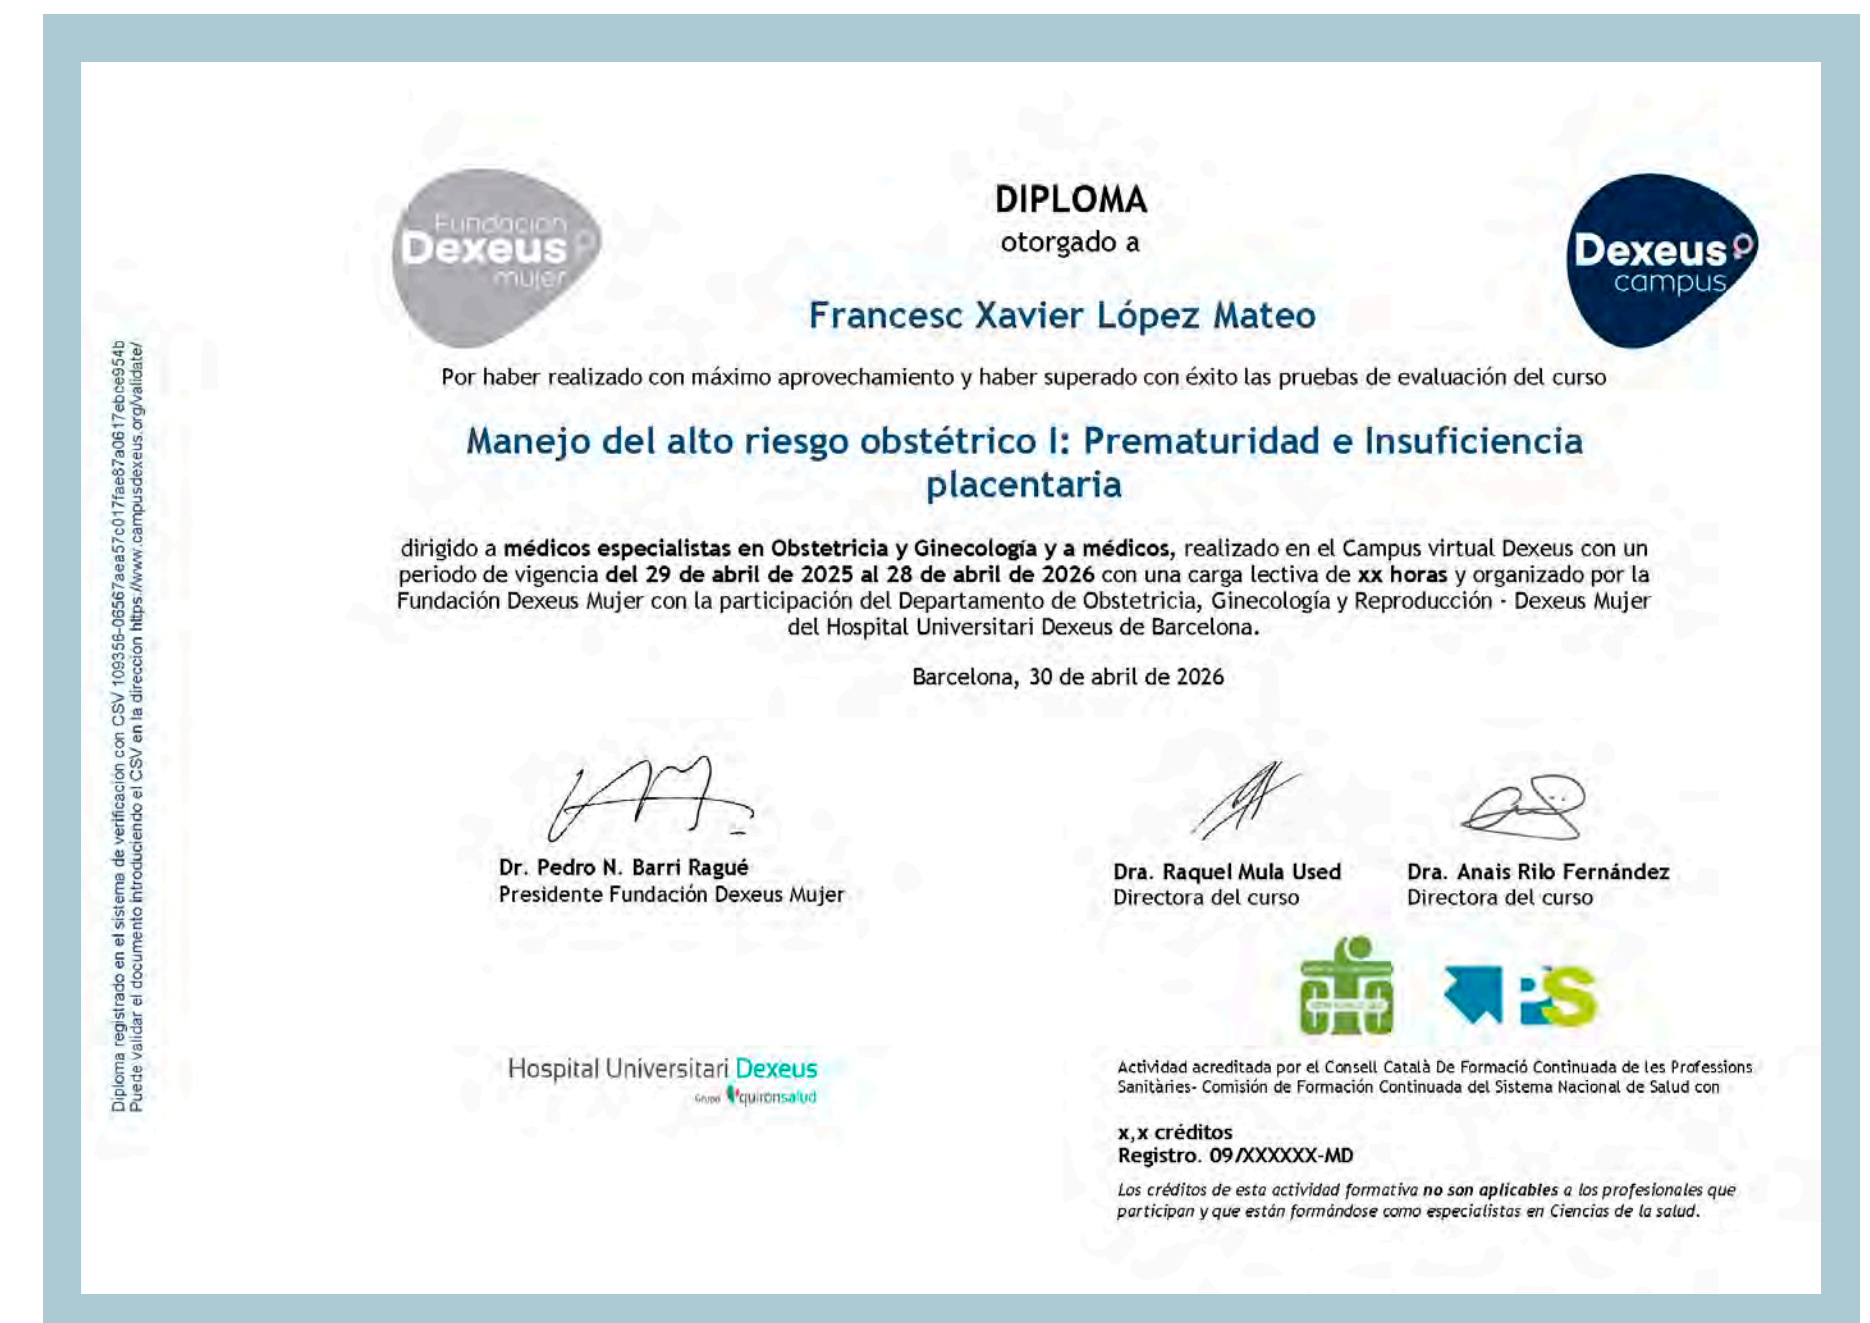 Fundación
Dexeus
mujer
DIPLOMA
otorgado a
Dexeus
campus
Francesc Xavier López Mateo
Por haber realizado con máximo aprovechamiento y haber superado con éxito las pruebas de evaluación del curso
Manejo del alto riesgo obstétrico I: Prematuridad e Insuficiencia
placentaria
dirigido a médicos especialistas en Obstetricia y Ginecología y a médicos, realizado en el Campus virtual Dexeus con un
periodo de vigencia del 29 de abril de 2025 al 28 de abril de 2026 con una carga lectiva de xx horas y organizado por la
Fundación Dexeus Mujer con la participación del Departamento de Obstetricia, Ginecología y Reproducción - Dexeus Mujer
del Hospital Universitari Dexeus de Barcelona.
Barcelona, 30 de abril de 2026
Dr. Pedro N. Barri Ragué
Presidente Fundación Dexeus Mujer
Dra. Raquel Mula Used
Directora del curso
Dra. Anais Rilo Fernández
Directora del curso
Hospital Universitari Dexeus
Grupo quironsalud
Actividad acreditada por el Consell Català De Formació Continuada de les Professions
Sanitàries- Comisión de Formación Continuada del Sistema Nacional de Salud con
x,x créditos
Registro. 09/XXXXXX-MD
Los créditos de esta actividad formativa no son aplicables a los profesionales que
participan y que están formándose como especialistas en Ciencias de la salud.
Diploma registrado en el sistema de verificación con CSV 109356-06567aea57c017fae87a0617ebce954b
Puede validar el documento introduciendo el CSV en la dirección https://www.campusdexeus.org/validate/